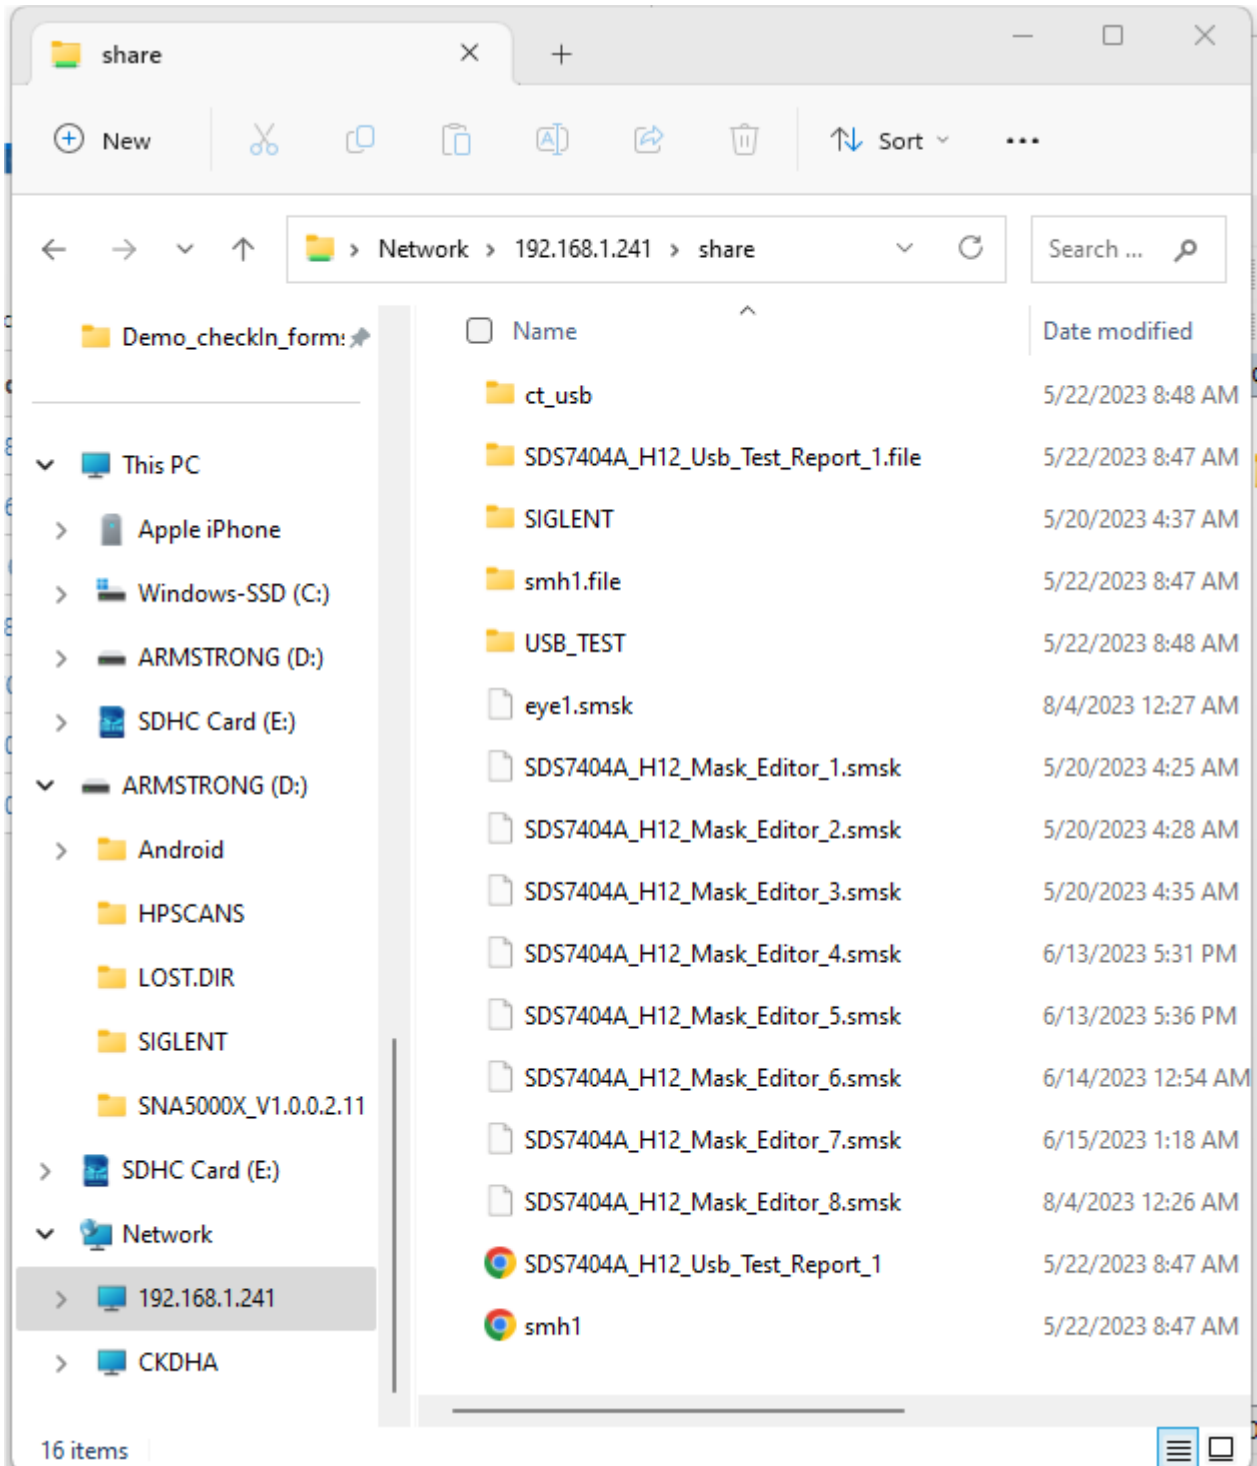 share
New
Sort
Network > 192.168.1.241 > share
Search ...
Demo_checkIn_form
This PC
Apple iPhone
Windows-SSD (C:)
ARMSTRONG (D:)
SDHC Card (E:)
ARMSTRONG (D:)
Android
HPSCANS
LOST.DIR
SIGLENT
SNA5000X_V1.0.0.2.11
SDHC Card (E:)
Network
192.168.1.241
CKDHA
Name Date modified
ct_usb 5/22/2023 8:48 AM
SDS7404A_H12_Usb_Test_Report_1.file 5/22/2023 8:47 AM
SIGLENT 5/20/2023 4:37 AM
smh1.file 5/22/2023 8:47 AM
USB_TEST 5/22/2023 8:48 AM
eye1.smsk 8/4/2023 12:27 AM
SDS7404A_H12_Mask_Editor_1.smsk 5/20/2023 4:25 AM
SDS7404A_H12_Mask_Editor_2.smsk 5/20/2023 4:28 AM
SDS7404A_H12_Mask_Editor_3.smsk 5/20/2023 4:35 AM
SDS7404A_H12_Mask_Editor_4.smsk 6/13/2023 5:31 PM
SDS7404A_H12_Mask_Editor_5.smsk 6/13/2023 5:36 PM
SDS7404A_H12_Mask_Editor_6.smsk 6/14/2023 12:54 AM
SDS7404A_H12_Mask_Editor_7.smsk 6/15/2023 1:18 AM
SDS7404A_H12_Mask_Editor_8.smsk 8/4/2023 12:26 AM
SDS7404A_H12_Usb_Test_Report_1 5/22/2023 8:47 AM
smh1 5/22/2023 8:47 AM
16 items